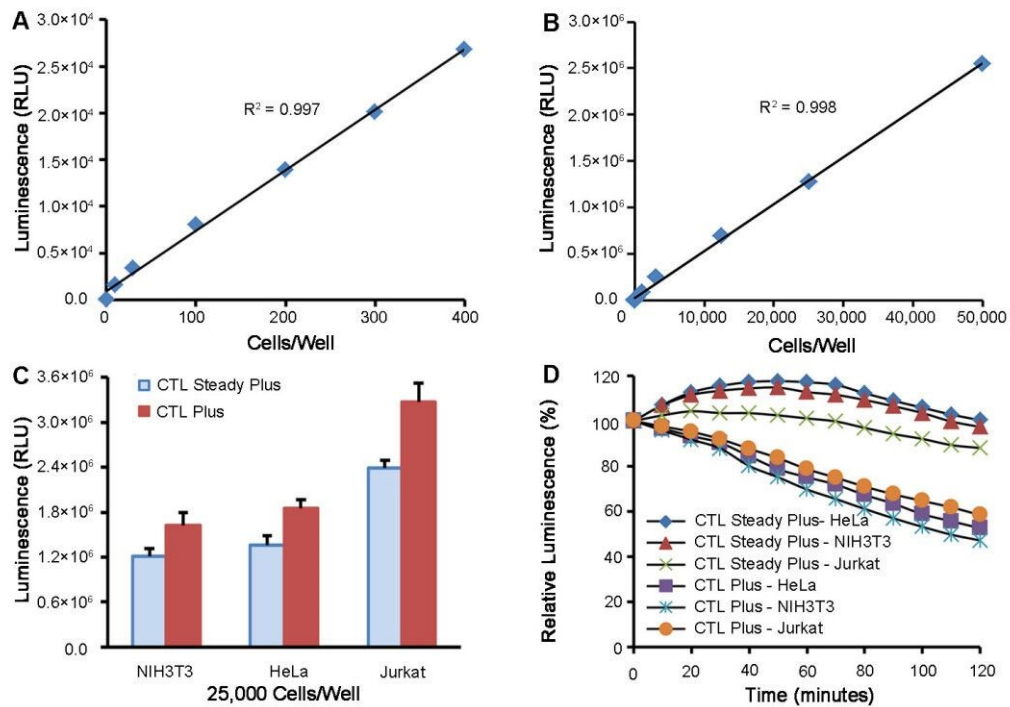 A
3.0×10⁴
2.5×10⁴
2.0×10⁴
1.5×10⁴
1.0×10⁴
0.5×10⁴
0.0
Luminescence (RLU)
R² = 0.997
0
100
200
300
400
Cells/Well
B
3.0×10⁶
2.5×10⁶
2.0×10⁶
1.5×10⁶
1.0×10⁶
0.5×10⁶
0.0
Luminescence (RLU)
R² = 0.998
0
10,000
20,000
30,000
40,000
50,000
Cells/Well
C
3.6×10⁶
2.4×10⁶
1.2×10⁶
0.6×10⁶
0.0
Luminescence (RLU)
CTL Steady Plus
CTL Plus
NIH3T3
HeLa
Jurkat
25,000 Cells/Well
D
120
100
80
60
40
20
0
Relative Luminescence (%)
CTL Steady Plus- HeLa
CTL Steady Plus - NIH3T3
CTL Steady Plus - Jurkat
CTL Plus - HeLa
CTL Plus - NIH3T3
CTL Plus - Jurkat
0
20
40
60
80
100
120
Time (minutes)